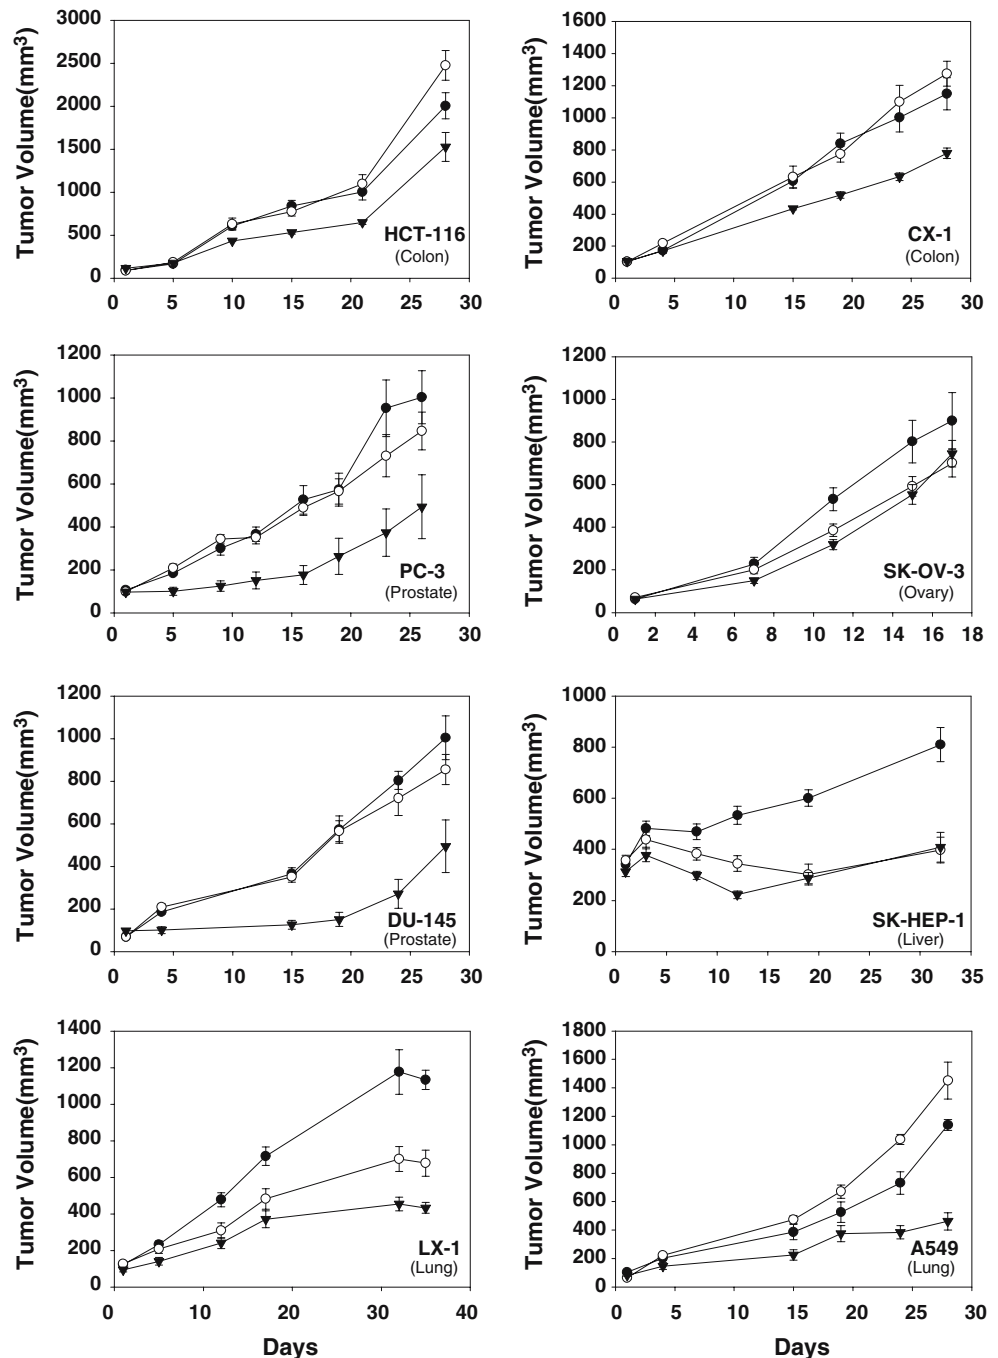 Tumor Volume(mm3)
3000
2500
2000
1500
1000
500
0
HCT-116
(Colon)
0 5 10 15 20 25 30
Tumor Volume(mm3)
1600
1400
1200
1000
800
600
400
200
0
CX-1
(Colon)
0 5 10 15 20 25 30
Tumor Volume(mm3)
1200
1000
800
600
400
200
0
PC-3
(Prostate)
0 5 10 15 20 25 30
Tumor Volume(mm3)
1200
1000
800
600
400
200
0
SK-OV-3
(Ovary)
0 2 4 6 8 10 12 14 16 18
Tumor Volume(mm3)
1200
1000
800
600
400
200
0
DU-145
(Prostate)
0 5 10 15 20 25 30
Tumor Volume(mm3)
1000
800
600
400
200
0
SK-HEP-1
(Liver)
0 5 10 15 20 25 30 35
Tumor Volume(mm3)
1400
1200
1000
800
600
400
200
0
LX-1
(Lung)
0 10 20 30 40
Days
Tumor Volume(mm3)
1800
1600
1400
1200
1000
800
600
400
200
0
A549
(Lung)
0 5 10 15 20 25 30
Days